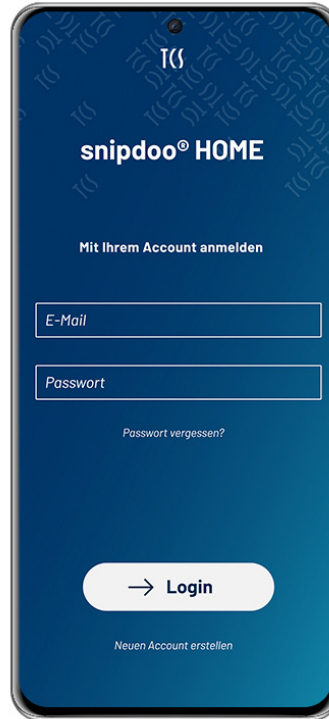 TCS
snipdoo® HOME
Mit Ihrem Account anmelden
E-Mail
Passwort
Passwort vergessen?
→ Login
Neuen Account erstellen